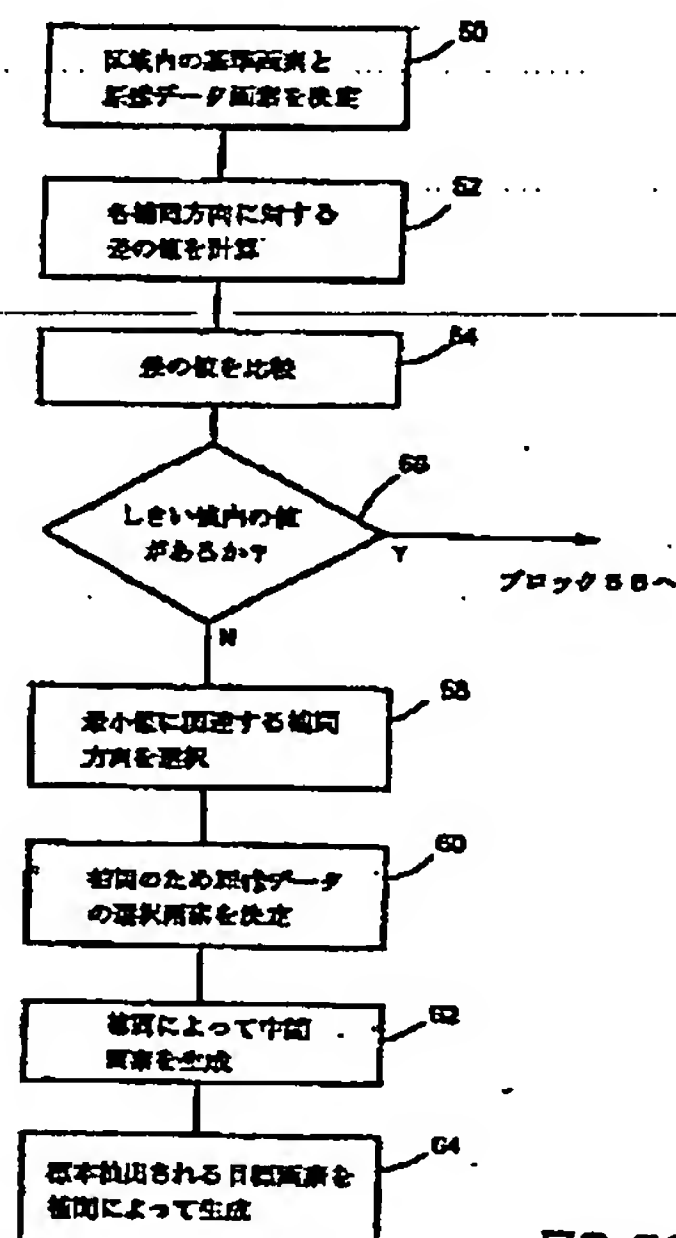 50
区域内の基準画素と
原像データ画素を決定
52
各補間方向に対する
差の値を計算
54
差の値を比較
56
しきい値内の値
があるか?
Y
ブロック66へ
N
58
最小値に関連する補間
方向を選択
60
補間のため原像データ
の選択画素を決定
62
補間によって中間
画素を生成
64
標本抽出される目標画素を
補間によって生成